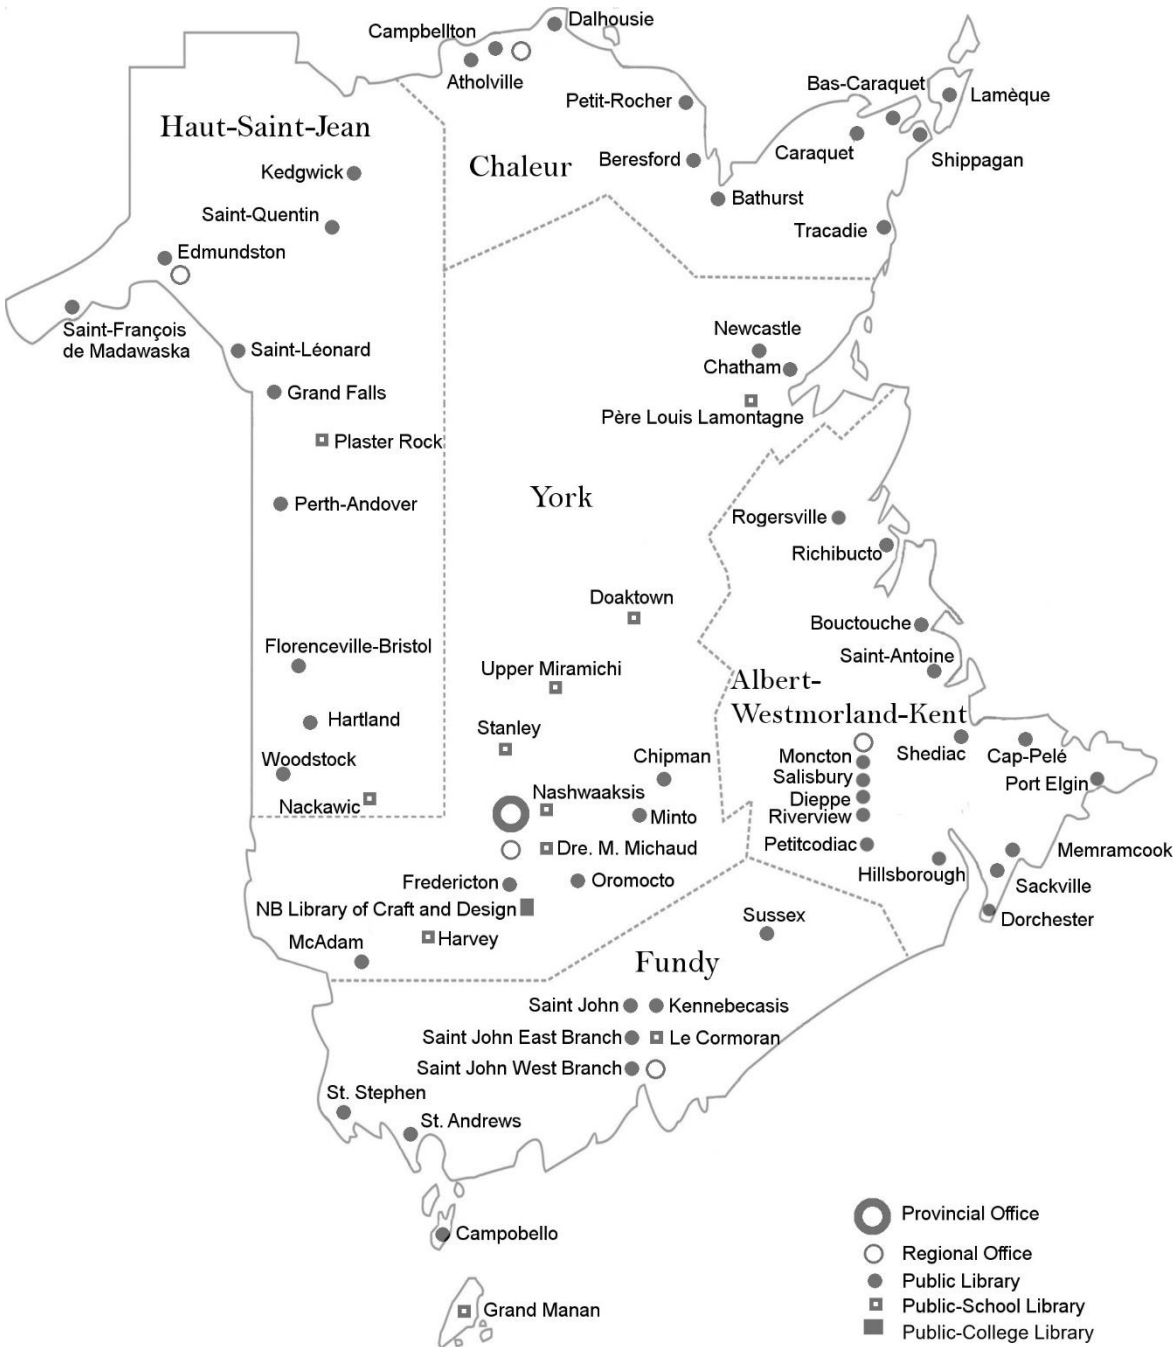 Dalhousie
Campbellton
Atholville
Bas-Caraquet
Lamèque
Petit-Rocher
Haut-Saint-Jean
Caraquet
Shippagan
Beresford
Chaleur
Kedgwick
Bathurst
Saint-Quentin
Tracadie
Edmundston
Saint-François
de Madawaska
Newcastle
Saint-Léonard
Chatham
Grand Falls
Père Louis Lamontagne
Plaster Rock
York
Perth-Andover
Rogersville
Richibucto
Doaktown
Bouctouche
Florenceville-Bristol
Saint-Antoine
Upper Miramichi
Albert-
Westmorland-Kent
Hartland
Stanley
Shediac
Cap-Pelé
Chipman
Moncton
Woodstock
Salisbury
Port Elgin
Nackawic
Nashwaaksis
Dieppe
Minto
Riverview
Dre. M. Michaud
Petitcodiac
Memramcook
Hillsborough
Fredericton
Oromocto
Sackville
NB Library of Craft and Design
Sussex
Dorchester
McAdam
Harvey
Fundy
Saint John
Kennebecasis
Saint John East Branch
Le Cormoran
Saint John West Branch
St. Stephen
St. Andrews
Campobello
Grand Manan
Provincial Office
Regional Office
Public Library
Public-School Library
Public-College Library